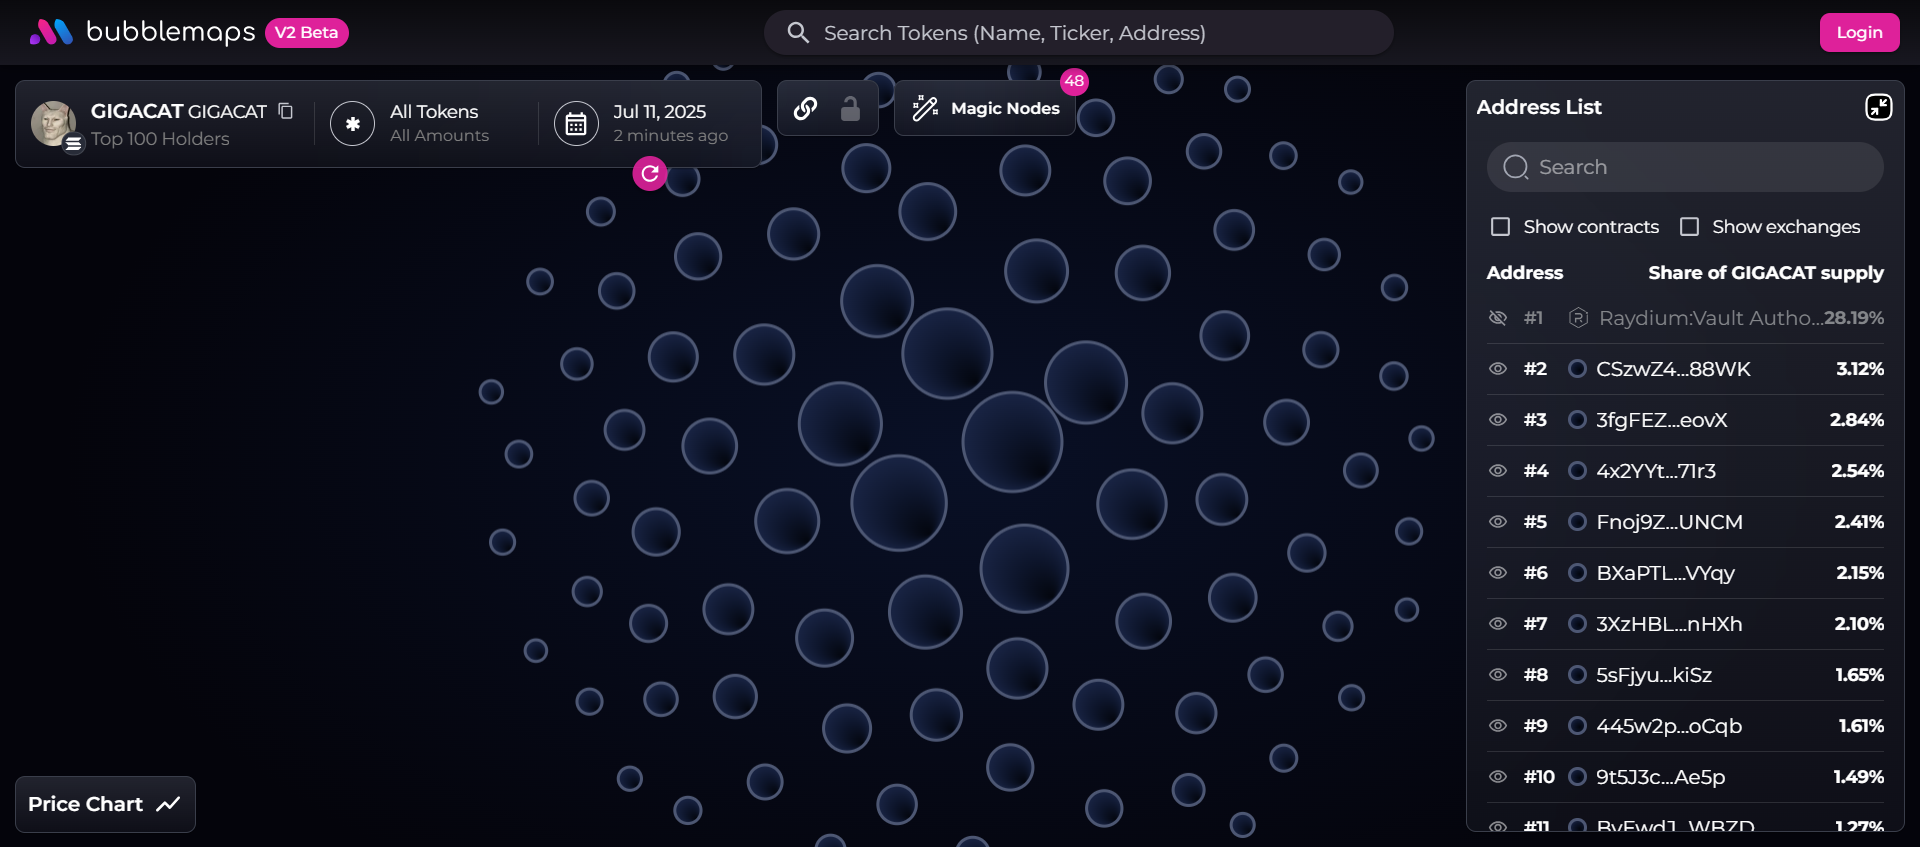 bubblemaps V2 Beta
Search Tokens (Name, Ticker, Address)
Login
GIGACAT GIGACAT
Top 100 Holders
All Tokens
All Amounts
Jul 11, 2025
2 minutes ago
Magic Nodes
48
Address List
Search
Show contracts
Show exchanges
Address Share of GIGACAT supply
#1 Raydium:Vault Autho... 28.19%
#2 CSzwZ4...88WK 3.12%
#3 3fgFEZ...eovX 2.84%
#4 4x2YYt...71r3 2.54%
#5 Fnoj9Z...UNCM 2.41%
#6 BXaPTL...VYqy 2.15%
#7 3XzHBL...nHXh 2.10%
#8 5sFjyu...kiSz 1.65%
#9 445w2p...oCqb 1.61%
#10 9t5J3c...Ae5p 1.49%
#11 1.27%
Price Chart